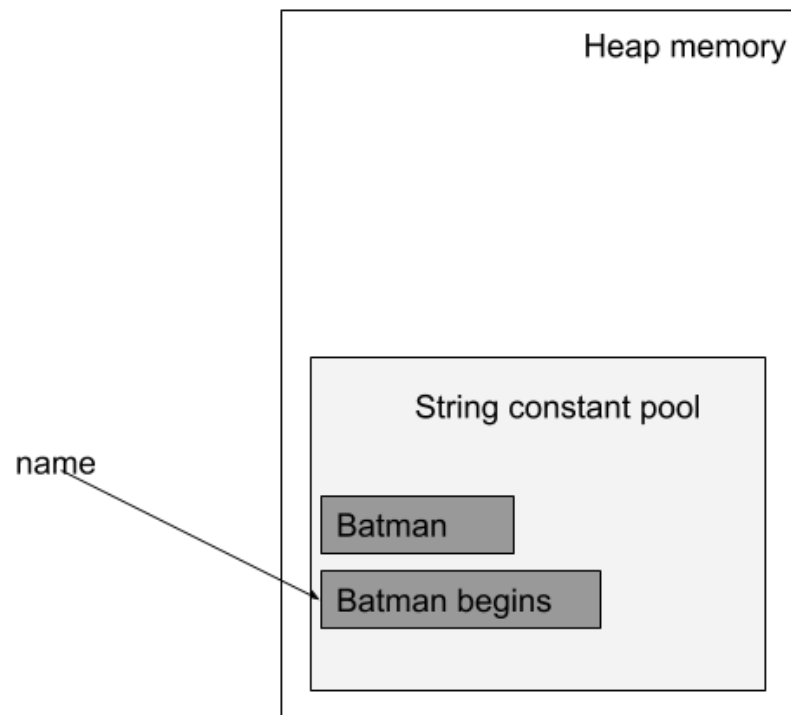 Heap memory
String constant pool
name
Batman
Batman begins